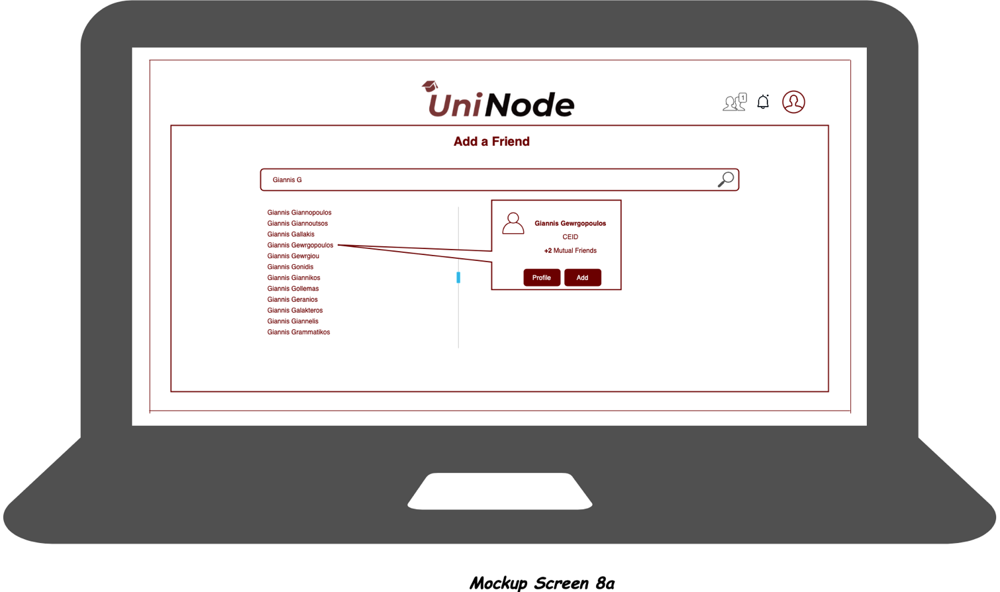 UniNode
1
Add a Friend
Giannis G
Giannis Giannopoulos
Giannis Giannoutsos
Giannis Gallakis
Giannis Gewrgopoulos
Giannis Gewrgiou
Giannis Gonidis
Giannis Giannikos
Giannis Gollemas
Giannis Geranios
Giannis Galakteros
Giannis Giannelis
Giannis Grammatikos
Giannis Gewrgopoulos
CEID
+2 Mutual Friends
Profile
Add
Mockup Screen 8a